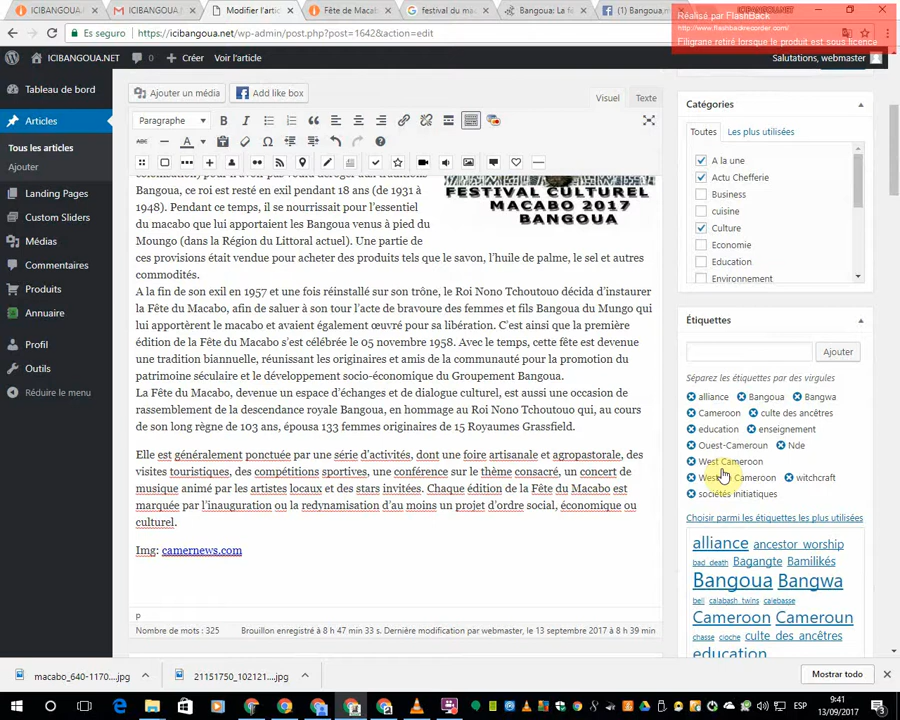 ICIBANGOUA.NET
M ICIBANGOUA.NET
Modifier l'artic
Fête de Macab
festival du mac
Bangoua: La fe
(1) Bangoua,
Réalisé par FlashBack
http://www.flashbackrecorder.com/
Filigrane retiré lorsque le produit est sous licence
Es seguro
https://icibangoua.net/wp-admin/post.php?post=1642&action=edit
ICIBANGOUA.NET
0
Créer
Voir l'article
Salutations, webmaster
Tableau de bord
Articles
Tous les articles
Ajouter
Landing Pages
Custom Sliders
Médias
Commentaires
Produits
Annuaire
Profil
Outils
Réduire le menu
Ajouter un média
Add like box
Visuel
Texte
Paragraphe
Bangoua, ce roi est resté en exil pendant 18 ans (de 1931 à
1948). Pendant ce temps, il se nourrissait pour l'essentiel
du macabo que lui apportaient les Bangoua venus à pied du
Moungo (dans la Région du Littoral actuel). Une partie de
ces provisions était vendue pour acheter des produits tels que le savon, l'huile de palme, le sel et autres
commodités.
FESTIVAL CULTUREL
MACABO 2017
BANGOUA
A la fin de son exil en 1957 et une fois réinstallé sur son trône, le Roi Nono Tchoutouo décida d'instaurer
la Fête du Macabo, afin de saluer à son tour l'acte de bravoure des femmes et fils Bangoua du Mungo qui
lui apportèrent le macabo et avaient également œuvré pour sa libération. C'est ainsi que la première
édition de la Fête du Macabo s'est célébrée le 05 novembre 1958. Avec le temps, cette fête est devenue
une tradition biannuelle, réunissant les originaires et amis de la communauté pour la promotion du
patrimoine séculaire et le développement socio-économique du Groupement Bangoua.
La Fête du Macabo, devenue un espace d'échanges et de dialogue culturel, est aussi une occasion de
rassemblement de la descendance royale Bangoua, en hommage au Roi Nono Tchoutouo qui, au cours
de son long règne de 103 ans, épousa 133 femmes originaires de 15 Royaumes Grassfield.
Elle est généralement ponctuée par une série d'activités, dont une foire artisanale et agropastorale, des
visites touristiques, des compétitions sportives, une conférence sur le thème consacré, un concert de
musique animé par les artistes locaux et des stars invitées. Chaque édition de la Fête du Macabo est
marquée par l'inauguration ou la redynamisation d'au moins un projet d'ordre social, économique ou
culturel.
Img: camernews.com
p
Nombre de mots : 325
Brouillon enregistré à 8 h 47 min 33 s. Dernière modification par webmaster, le 13 septembre 2017 à 8 h 39 min
Catégories
Toutes
Les plus utilisées
A la une
Actu Chefferie
Business
cuisine
Culture
Economie
Education
Environnement
Étiquettes
Ajouter
Séparez les étiquettes par des virgules
alliance Bangoua Bangwa
Cameroon culte des ancêtres
education enseignement
Ouest-Cameroun Nde
West Cameroon
Cameroon witchcraft
sociétés initiatiques
Choisir parmi les étiquettes les plus utilisées
alliance ancestor worship
bad death Bagangte Bamilikés
Bangoua Bangwa
bell calabash twins calebasse
Cameroon Cameroun
chasse cloche culte des ancêtres
education
macabo_640-1170....jpg
21151750_102121....jpg
Mostrar todo
ESP
9:41
13/09/2017
3